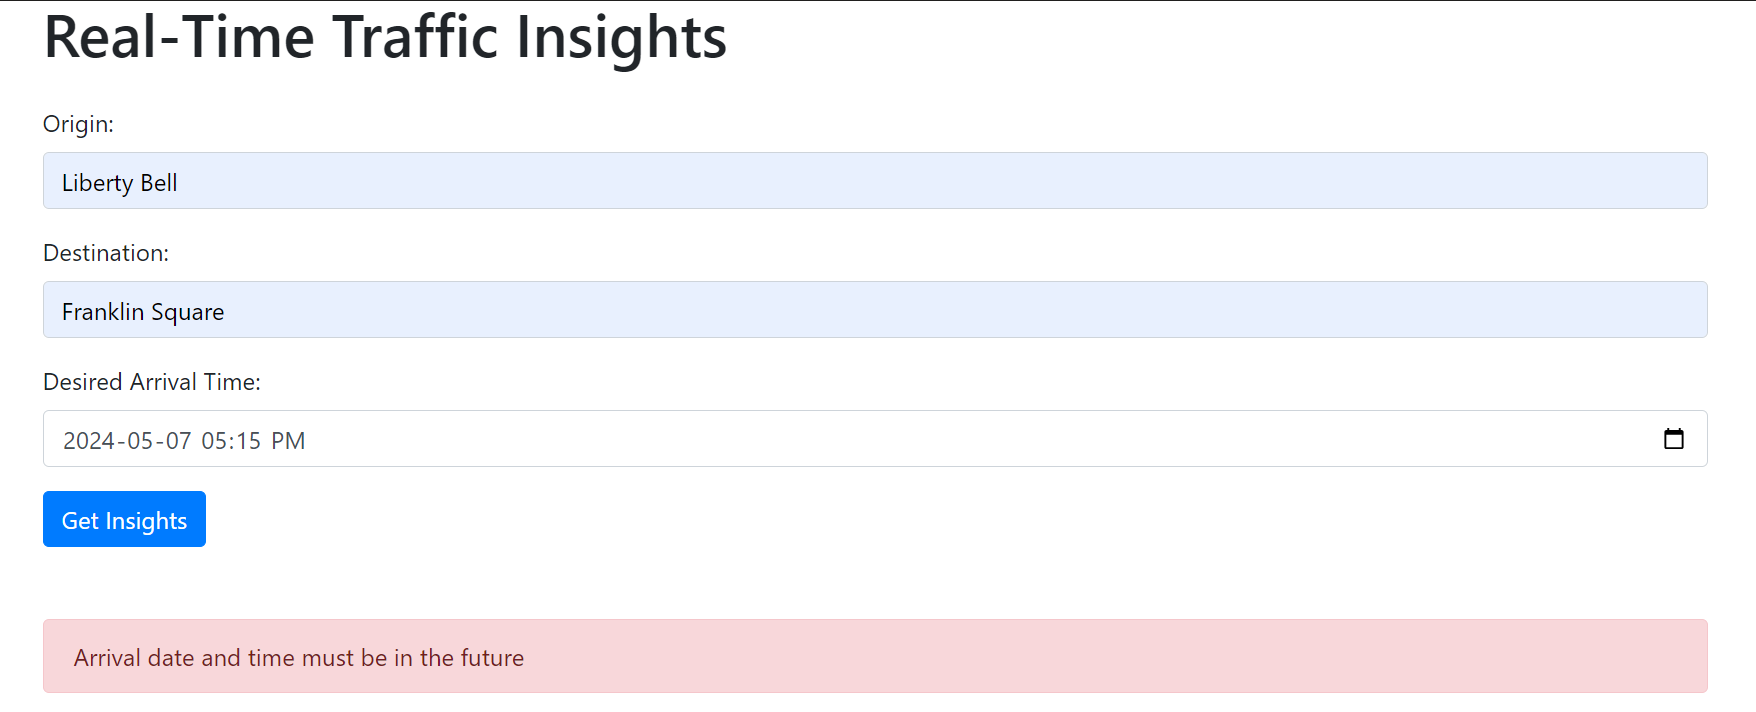 Real-Time Traffic Insights
Origin:
Liberty Bell
Destination:
Franklin Square
Desired Arrival Time:
2024-05-07 05:15 PM
Get Insights
Arrival date and time must be in the future